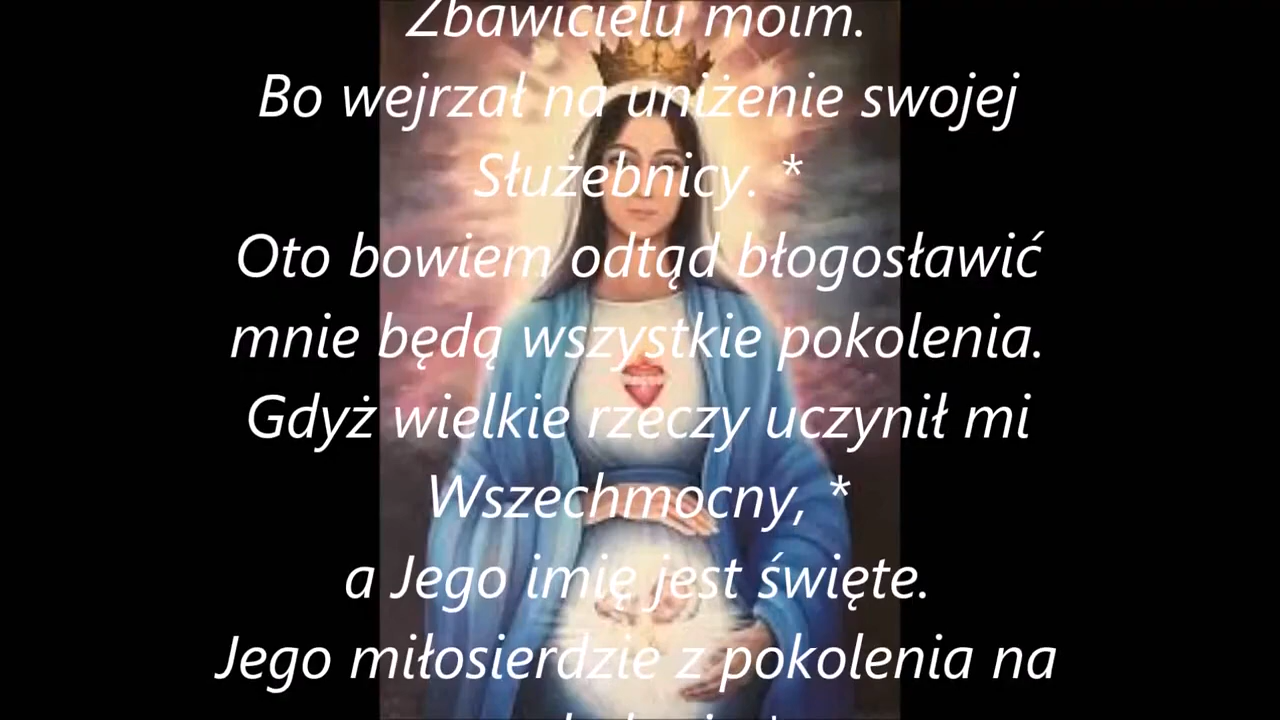 Zbawicielu moim.
Bo wejrzał na uniżenie swojej
Służebnicy. *
Oto bowiem odtąd błogosławić
mnie będą wszystkie pokolenia.
Gdyż wielkie rzeczy uczynił mi
Wszechmocny, *
a Jego imię jest święte.
Jego miłosierdzie z pokolenia na